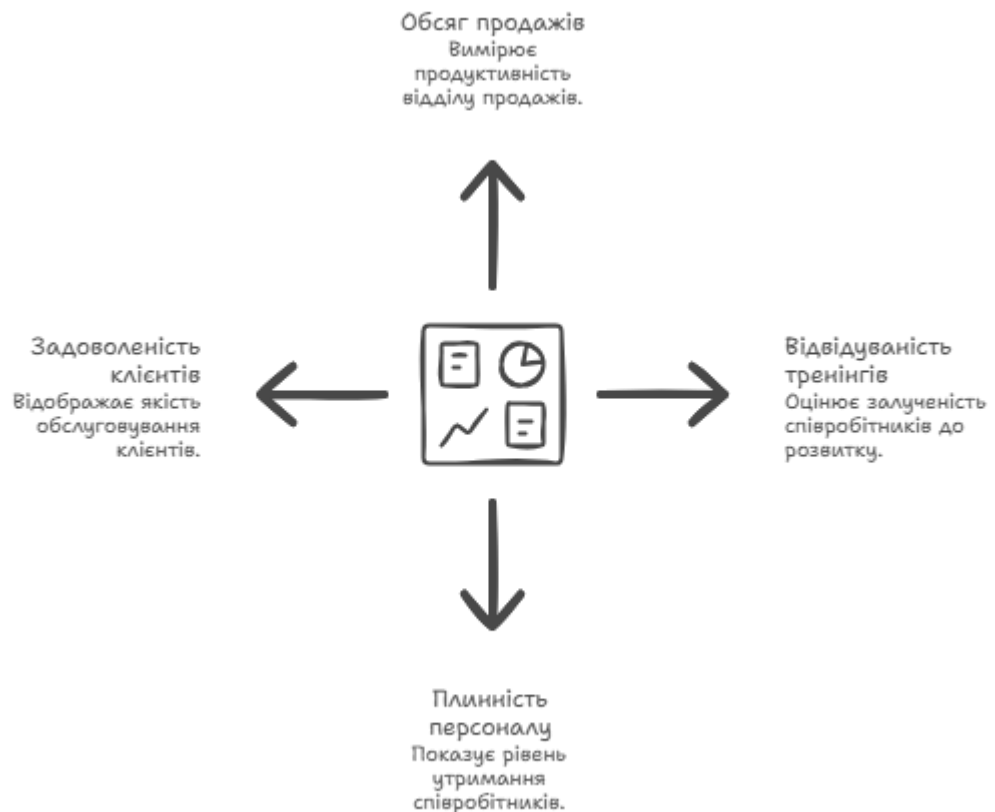 Обсяг продажів
Вимірює
продуктивність
відділу продажів.
Задоволеність
клієнтів
Відображає якість
обслуговування
клієнтів.
Відвідуваність
тренінгів
Оцінює залученість
співробітників до
розвитку.
Плинність
персоналу
Показує рівень
утримання
співробітників.